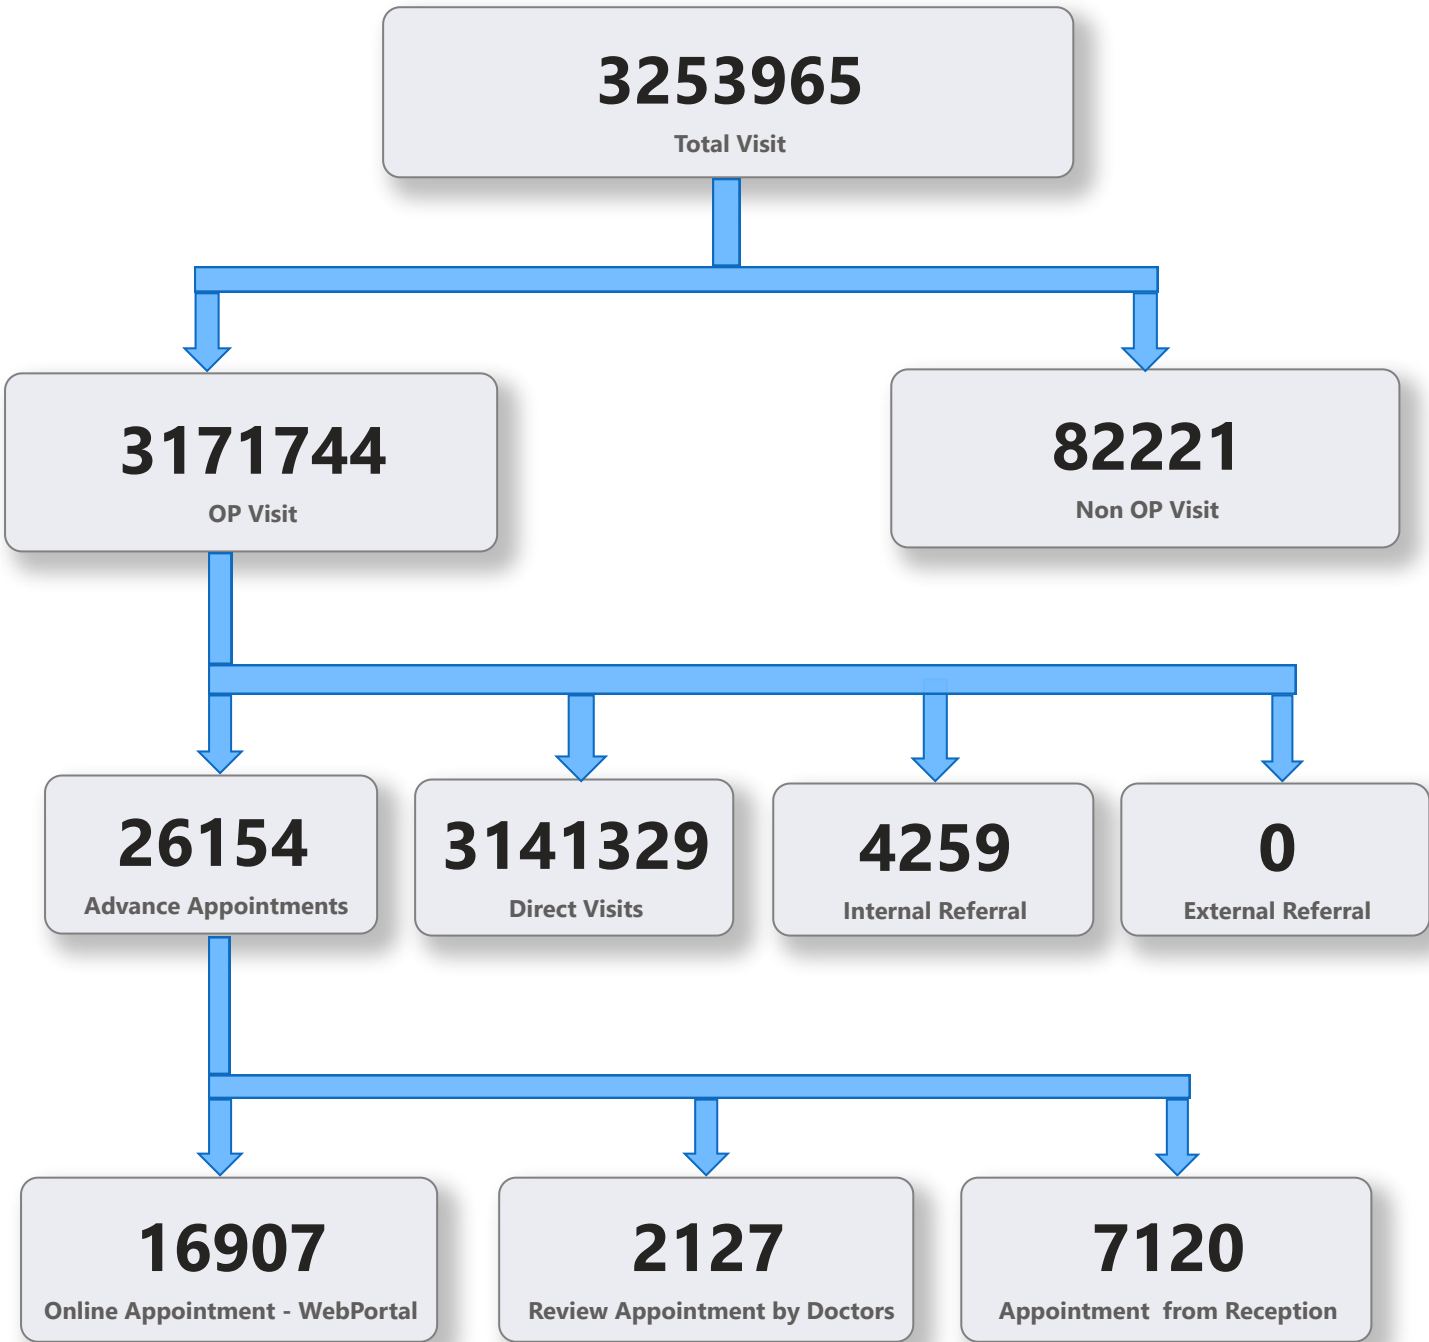 3253965
Total Visit
3171744
OP Visit
82221
Non OP Visit
26154
Advance Appointments
3141329
Direct Visits
4259
Internal Referral
0
External Referral
16907
Online Appointment - WebPortal
2127
Review Appointment by Doctors
7120
Appointment  from Reception